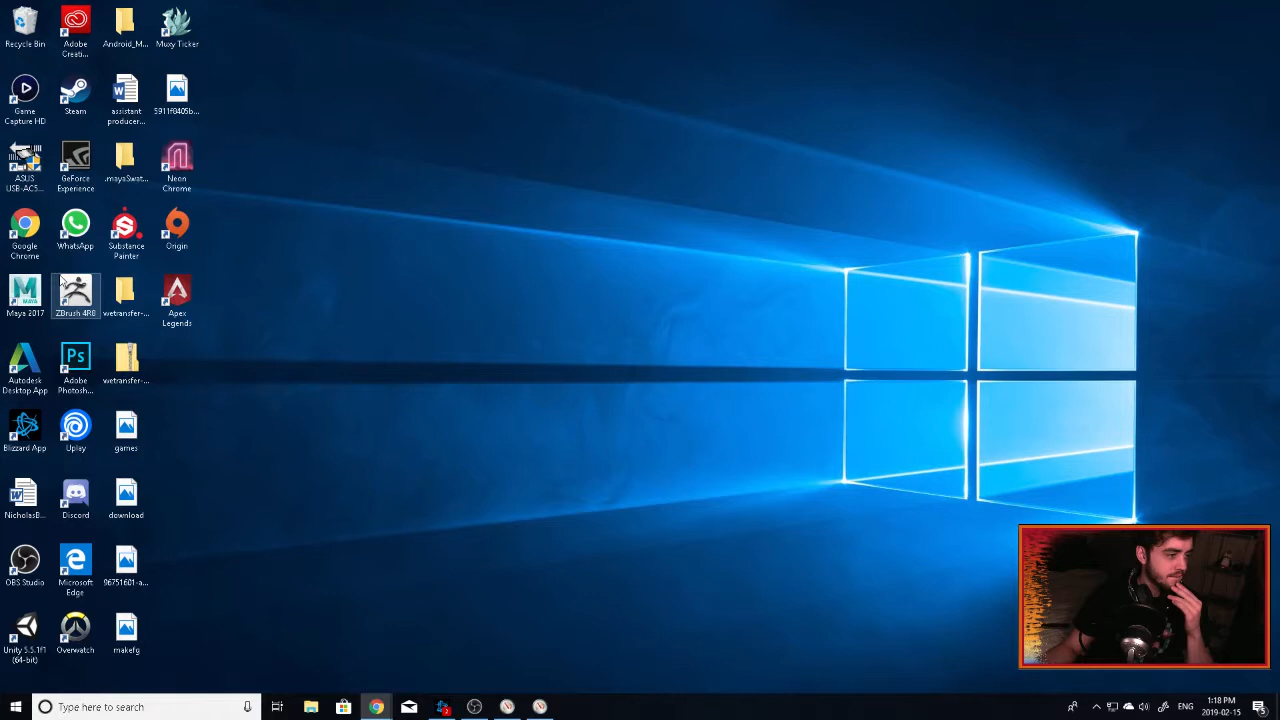 Recycle Bin
Adobe
Creati...
Android_M...
Muxy Ticker
Game
Capture HD
Steam
assistant
producer...
5911f8405b...
ASUS
USB-AC5...
GeForce
Experience
.mayaSwat...
Neon
Chrome
Google
Chrome
WhatsApp
Substance
Painter
Origin
Maya 2017
ZBrush 4R8
wetransfer-...
Apex
Legends
Autodesk
Desktop App
Adobe
Photosh...
wetransfer-...
Blizzard App
Uplay
games
NicholasB...
Discord
download
OBS Studio
Microsoft
Edge
96751601-a...
Unity 5.5.1f1
(64-bit)
Overwatch
makefg
Type here to search
ENG
1:18 PM
2019-02-15